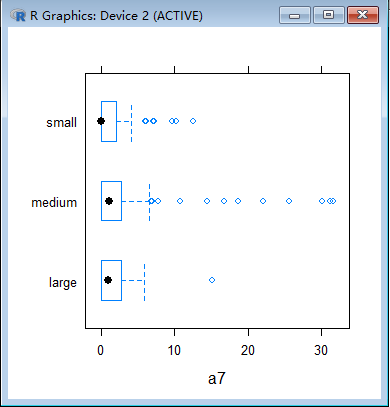 R Graphics: Device 2 (ACTIVE)
small
medium
large
0 10 20 30
a7